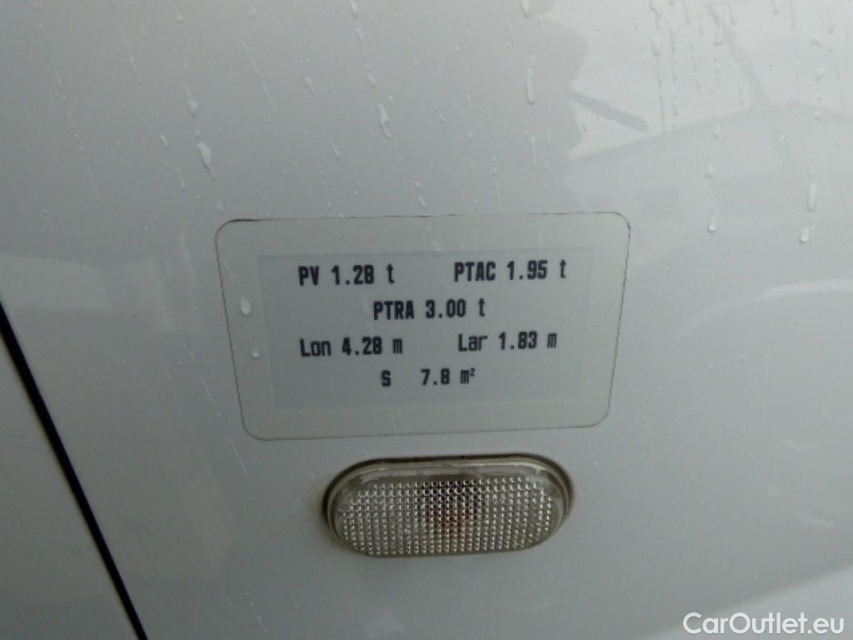 PV 1.28 t PTAC 1.95 t
PTRA 3.00 t
Lon 4.28 m Lar 1.83 m
S 7.8 m²
CarOutlet.eu